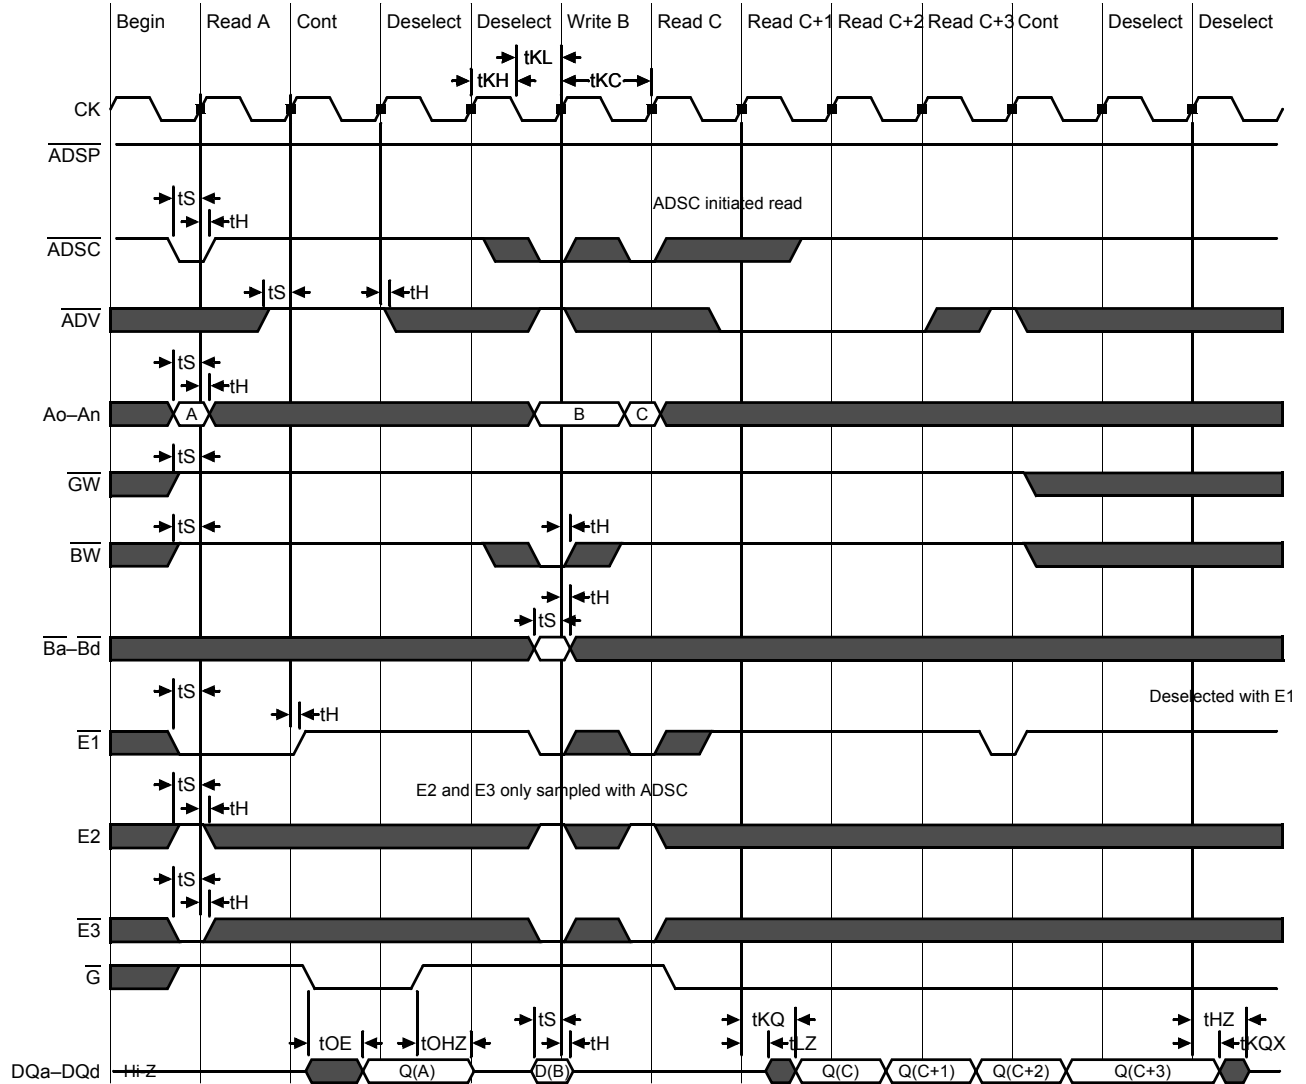 Begin Read A Cont Deselect Deselect Write B Read C Read C+1 Read C+2 Read C+3 Cont Deselect Deselect
tKL
tKH tKC
CK
ADSP
tS
tH
ADSC initiated read
ADSC
tS tH
ADV
tS
tH
Ao–An A B C
tS
GW
tS tH
BW
tH
tS
Ba–Bd
tS
tH
Deselected with E1
E1
tS
tH
E2 and E3 only sampled with ADSC
E2
tS
tH
E3
G
tS tKQ tHZ
tOE tOHZ tH tLZ tKQX
DQa–DQd Hi-Z Q(A) D(B) Q(C) Q(C+1) Q(C+2) Q(C+3)